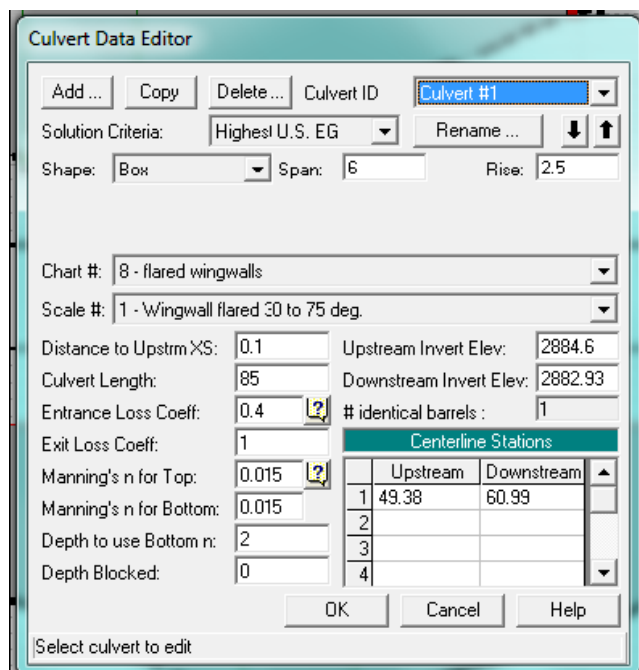 Culvert Data Editor
Add ... Copy Delete ... Culvert ID Culvert #1
Solution Criteria: Highest U.S. EG Rename ...
Shape: Box Span: 6 Rise: 2.5
Chart #: 8 - flared wingwalls
Scale #: 1 - Wingwall flared 30 to 75 deg.
Distance to Upstrm XS: 0.1 Upstream Invert Elev: 2884.6
Culvert Length: 85 Downstream Invert Elev: 2882.93
Entrance Loss Coeff: 0.4 ? # identical barrels : 1
Exit Loss Coeff: 1 Centerline Stations
Manning's n for Top: 0.015 ? Upstream Downstream
Manning's n for Bottom: 0.015 1 49.38 60.99
Depth to use Bottom n: 2 2
3
Depth Blocked: 0 4
OK Cancel Help
Select culvert to edit